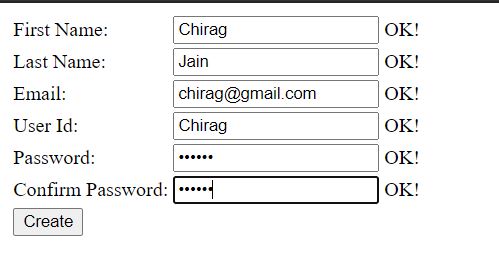 First Name: Chirag OK!
Last Name: Jain OK!
Email: chirag@gmail.com OK!
User Id: Chirag OK!
Password: •••••• OK!
Confirm Password: •••••• OK!
Create